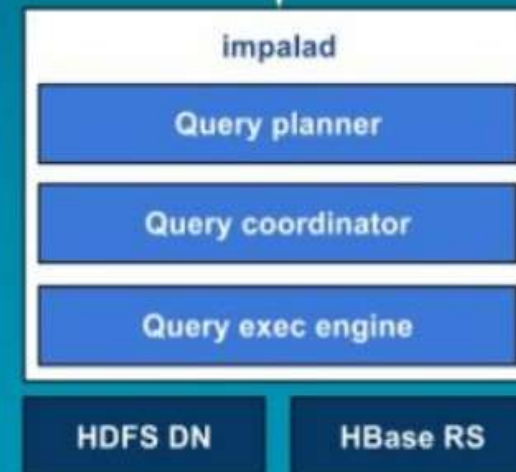 impalad
Query planner
Query coordinator
Query exec engine
HDFS DN HBase RS